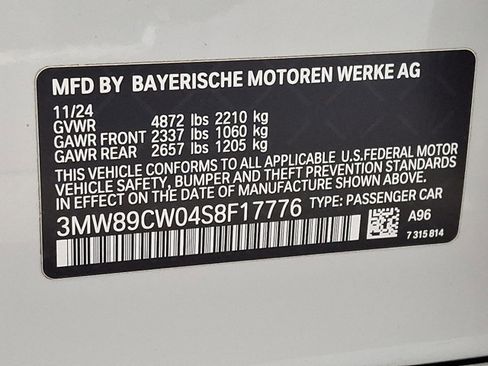 MFD BY BAYERISCHE MOTOREN WERKE AG
11/24
GVWR 4872 lbs 2210 kg
GAWR FRONT 2337 lbs 1060 kg
GAWR REAR 2657 lbs 1205 kg
THIS VEHICLE CONFORMS TO ALL APPLICABLE U.S.FEDERAL MOTOR
VEHICLE SAFETY, BUMPER AND THEFT PREVENTION STANDARDS
IN EFFECT ON THE DATE OF MANUFACTURE SHOWN ABOVE.
3MW89CW04S8F17776 TYPE: PASSENGER CAR
A96
7 315 814